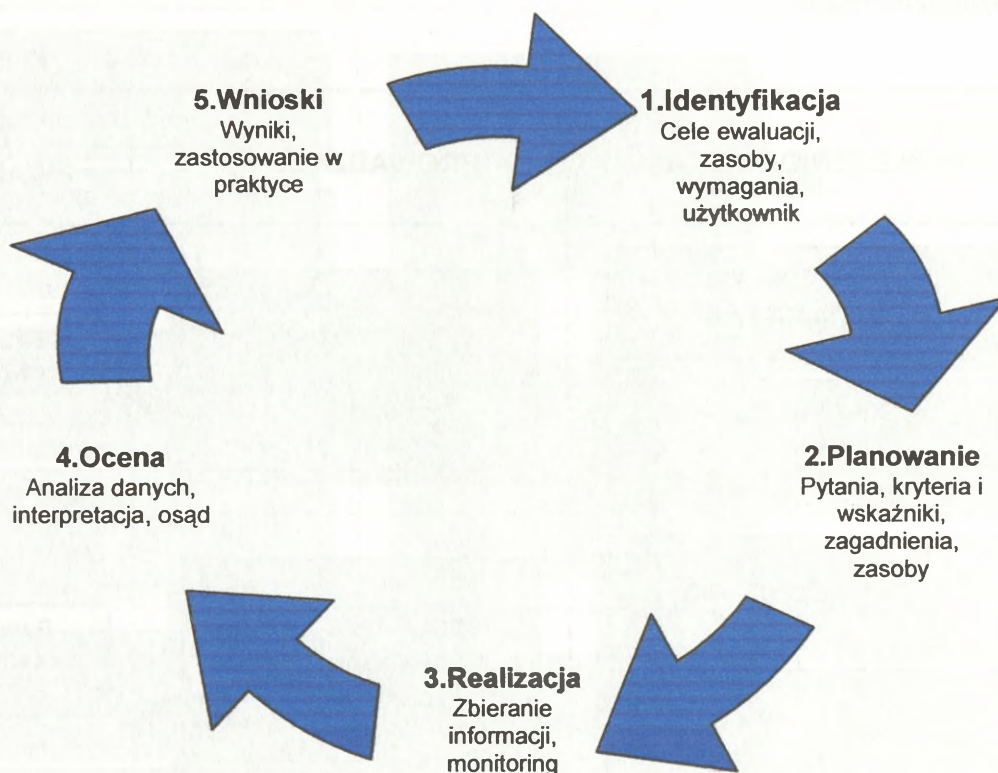 1.Identyfikacja
Cele ewaluacji,
zasoby,
wymagania,
użytkownik
2.Planowanie
Pytania, kryteria i
wskaźniki,
zagadnienia,
zasoby
3.Realizacja
Zbieranie
informacji,
monitoring
4.Ocena
Analiza danych,
interpretacja, osąd
5.Wnioski
Wyniki,
zastosowanie w
praktyce